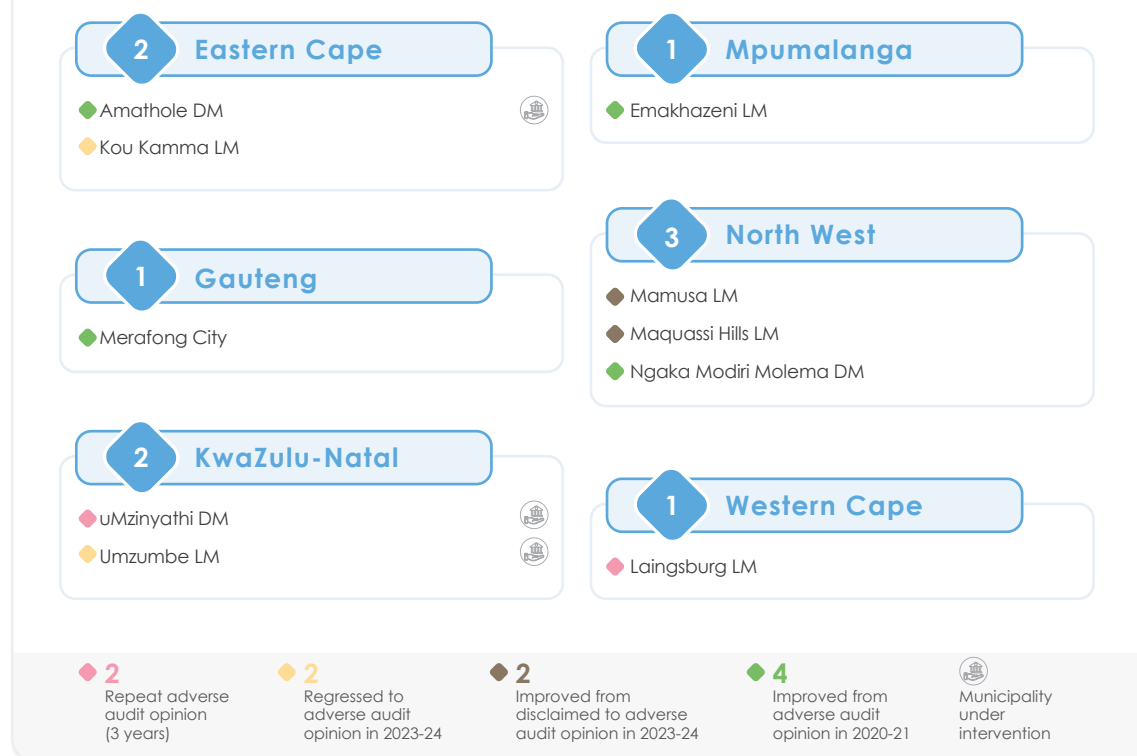 2
Eastern Cape
Amathole DM
Kou Kamma LM
1
Gauteng
Merafong City
2
KwaZulu-Natal
uMzinyathi DM
Umzumbe LM
1
Mpumalanga
Emakhazeni LM
3
North West
Mamusa LM
Maquassi Hills LM
Ngaka Modiri Molema DM
1
Western Cape
Laingsburg LM
2
Repeat adverse
audit opinion
(3 years)
2
Regressed to
adverse audit
opinion in 2023-24
2
Improved from
disclaimed to adverse
audit opinion in 2023-24
4
Improved from
adverse audit
opinion in 2020-21
Municipality
under
intervention